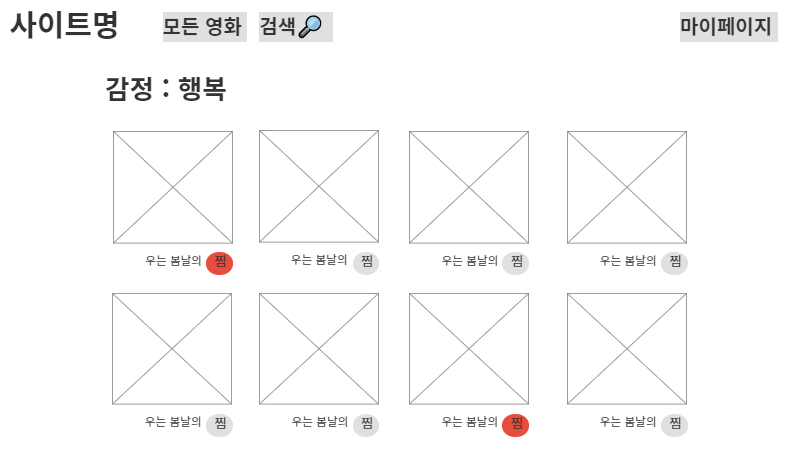 사이트명 모든 영화 검색 마이페이지
감정 : 행복
우는 봄날의 찜 우는 봄날의 찜 우는 봄날의 찜 우는 봄날의 찜
우는 봄날의 찜 우는 봄날의 찜 우는 봄날의 찜 우는 봄날의 찜